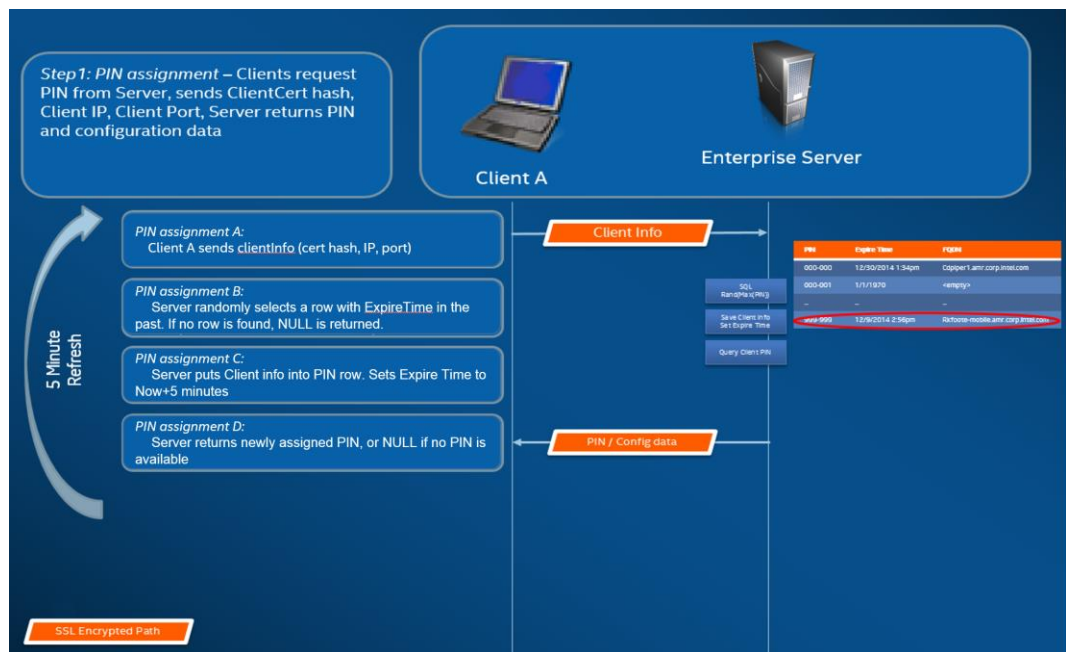 Step1: PIN assignment – Clients request
PIN from Server, sends ClientCert hash,
Client IP, Client Port, Server returns PIN
and configuration data
Client A
Enterprise Server
5 Minute
Refresh
PIN assignment A:
Client A sends clientInfo (cert hash, IP, port)
Client Info
PIN assignment B:
Server randomly selects a row with ExpireTime in the
past. If no row is found, NULL is returned.
PIN assignment C:
Server puts Client info into PIN row. Sets Expire Time to
Now+5 minutes
PIN assignment D:
Server returns newly assigned PIN, or NULL if no PIN is
available
SQL
Rand(Max(PIN))
Save Client Info
Set Expire Time
Query Client PIN
PIN / Config data
PIN Expire Time FQDN
000-000 12/30/2014 1:34pm Cdpiper1.amr.corp.intel.com
000-001 1/1/1970 <empty>
... ... ...
999-999 12/9/2014 2:56pm
SSL Encrypted Path